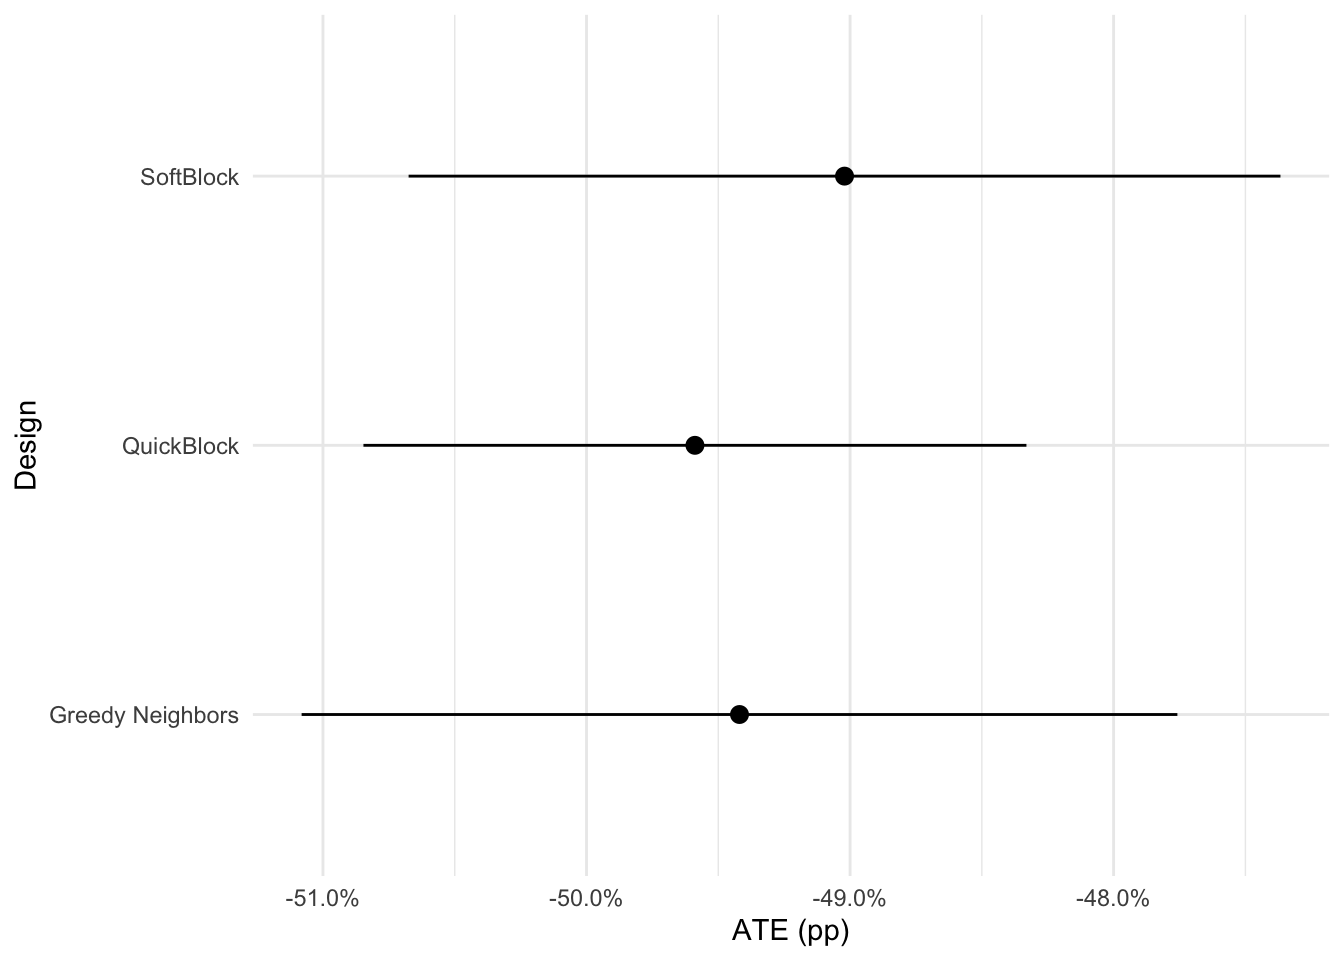 SoftBlock
QuickBlock
Greedy Neighbors
Design
-51.0%
-50.0%
-49.0%
-48.0%
ATE (pp)